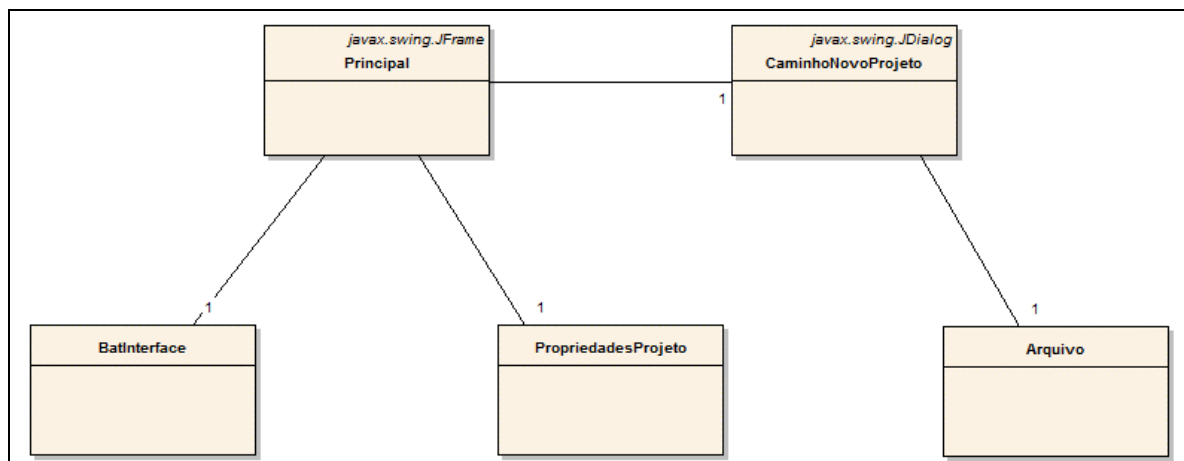 javax.swing.JFrame
Principal
javax.swing.JDialog
CaminhoNovoProjeto
1
1
1
1
BatInterface
PropriedadesProjeto
Arquivo